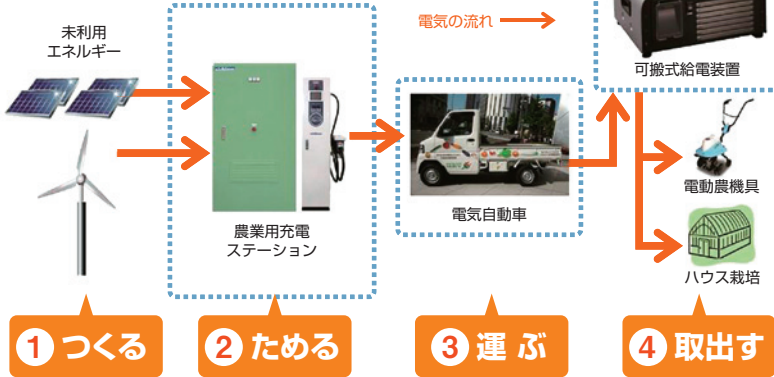 電気の流れ
未利用
エネルギー
可搬式給電装置
農業用充電
ステーション
電気自動車
電動農機具
ハウス栽培
1 つくる
2 ためる
3 運ぶ
4 取出す